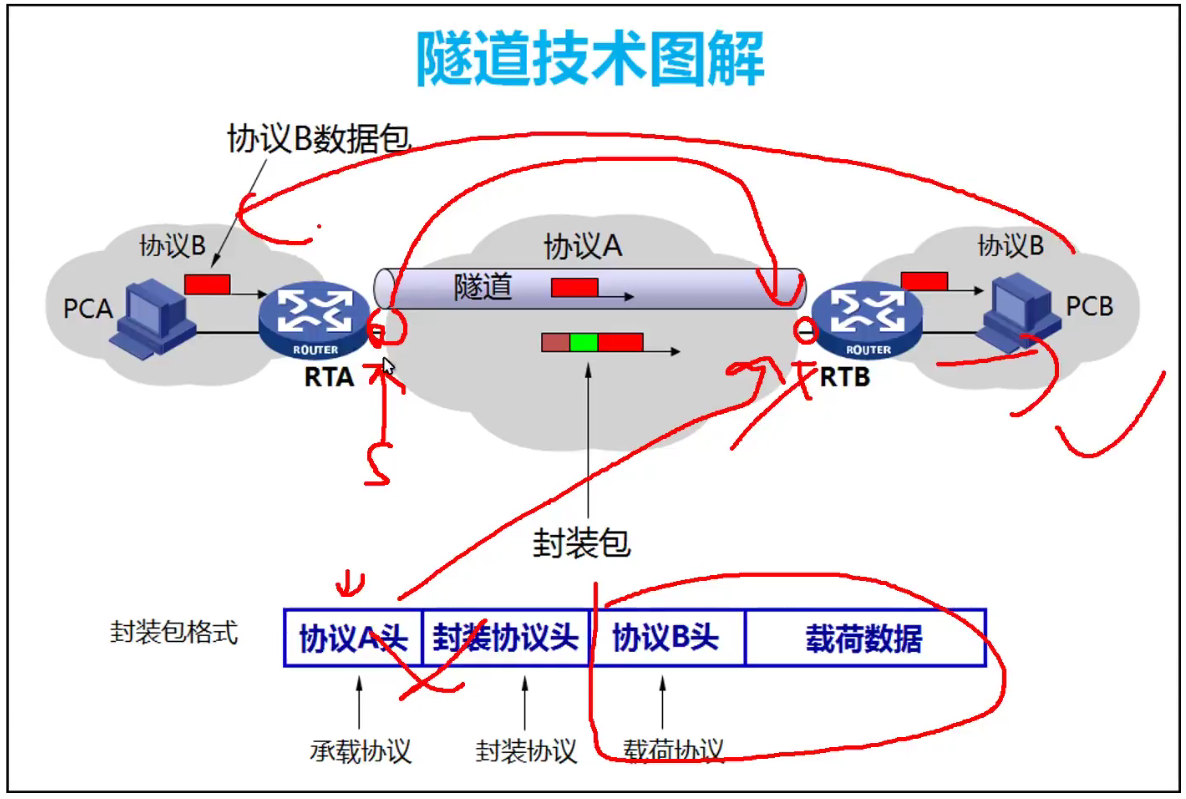 隧道技术图解
协议B数据包
协议B
协议A
协议B
隧道
PCA
PCB
ROUTER
ROUTER
RTA
RTB
封装包
封装包格式
协议A头 封装协议头 协议B头 载荷数据
承载协议 封装协议 载荷协议